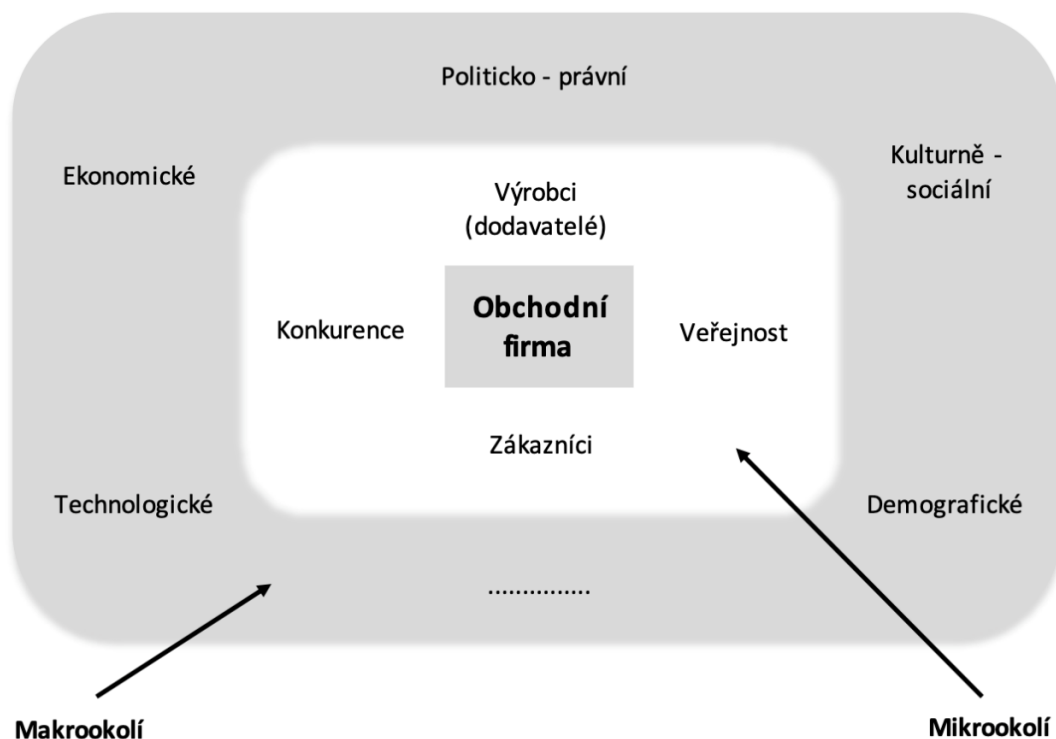 Politicko - právní
Ekonomické
Kulturně -
sociální
Výrobci
(dodavatelé)
Konkurence
Obchodní
firma
Veřejnost
Zákazníci
Technologické
Demografické
...............
Makrookolí
Mikrookolí